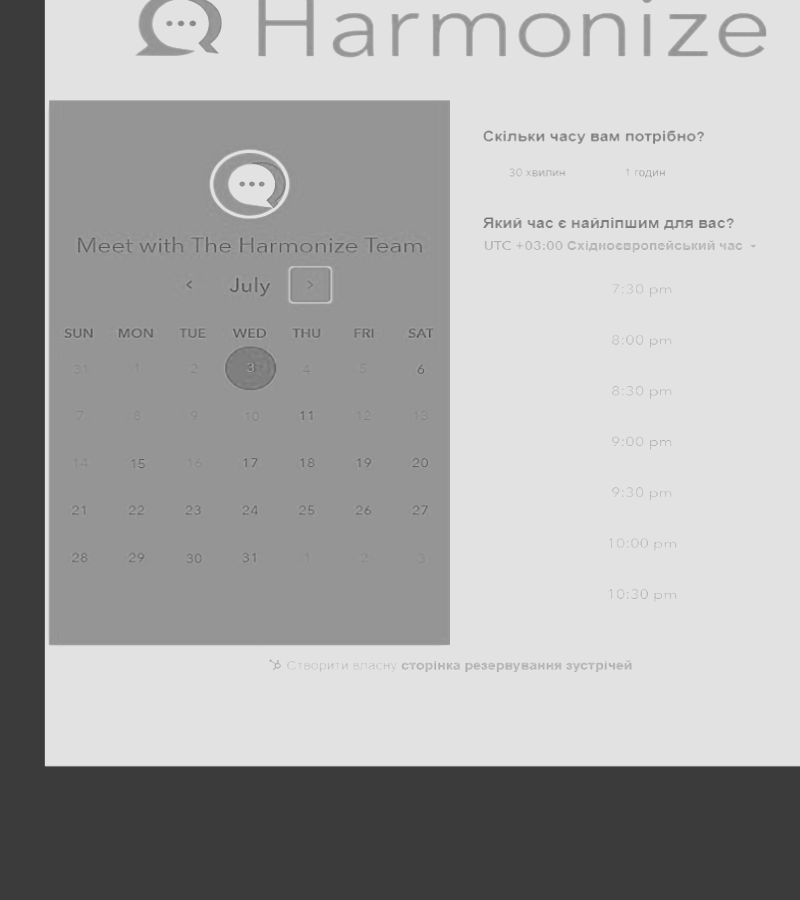 Harmonize
Meet with The Harmonize Team
< July >
SUN MON TUE WED THU FRI SAT
31 1 2 3 4 5 6
7 8 9 10 11 12 13
14 15 16 17 18 19 20
21 22 23 24 25 26 27
28 29 30 31 1 2 3
Скільки часу вам потрібно?
30 хвилин 1 годин
Який час є найліпшим для вас?
UTC +03:00 Східноєвропейський час
7:30 pm
8:00 pm
8:30 pm
9:00 pm
9:30 pm
10:00 pm
10:30 pm
Створити власну сторінка резервування зустрічей